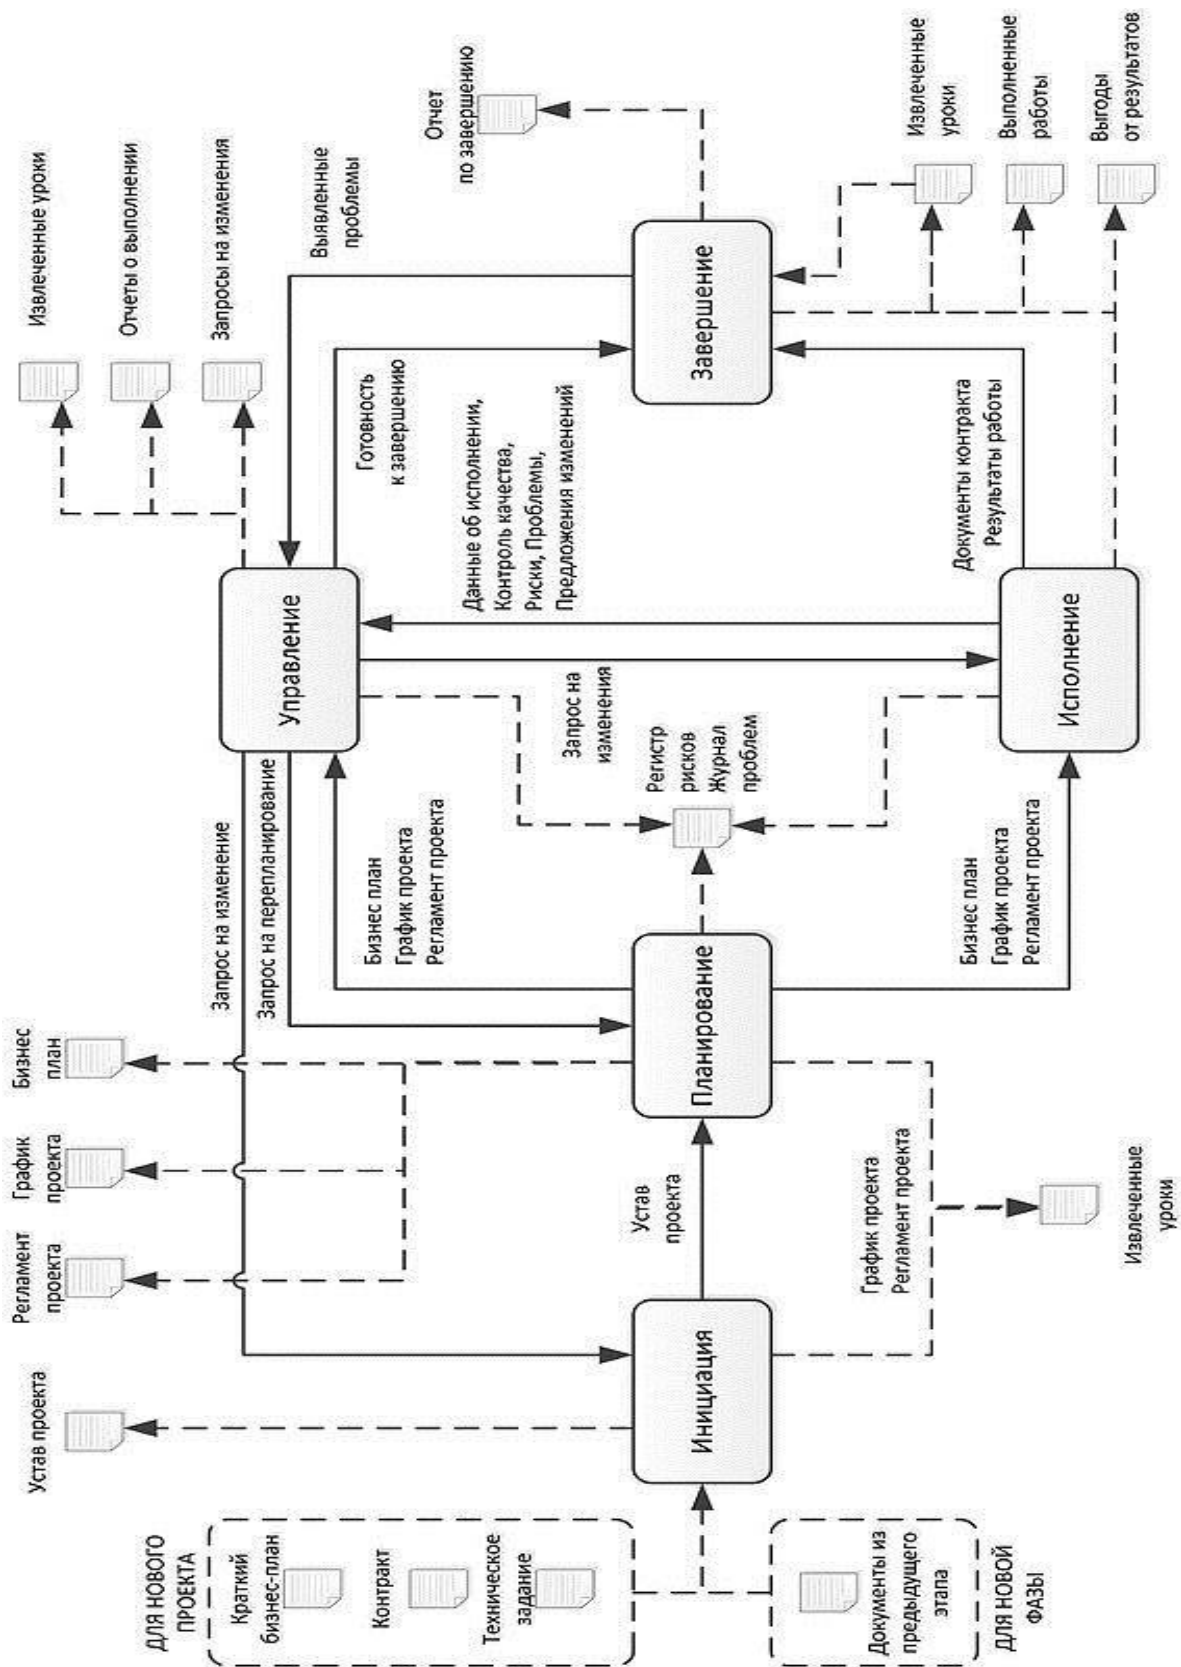 ДЛЯ НОВОГО
ПРОЕКТА
Краткий
бизнес-план
Контракт
Техническое
задание
Документы из
предыдущего
этапа
ДЛЯ НОВОЙ
ФАЗЫ
Устав проекта
Инициация
Регламент
проекта
График
проекта
Бизнес
план
Устав
проекта
График проекта
Регламент проекта
Извлеченные
уроки
Планирование
Запрос на изменение
Запрос на перепланирование
Бизнес план
График проекта
Регламент проекта
Регистр
рисков
Журнал
проблем
Бизнес план
График проекта
Регламент проекта
Управление
Запрос на
изменения
Исполнение
Извлеченные уроки
Отчеты о выполнении
Запросы на изменения
Готовность
к завершению
Данные об исполнении,
Контроль качества,
Риски, Проблемы,
Предложения изменений
Документы контракта
Результаты работы
Выявленные
проблемы
Завершение
Отчет
по завершению
Извлеченные
уроки
Выполненные
работы
Выгоды
от результатов